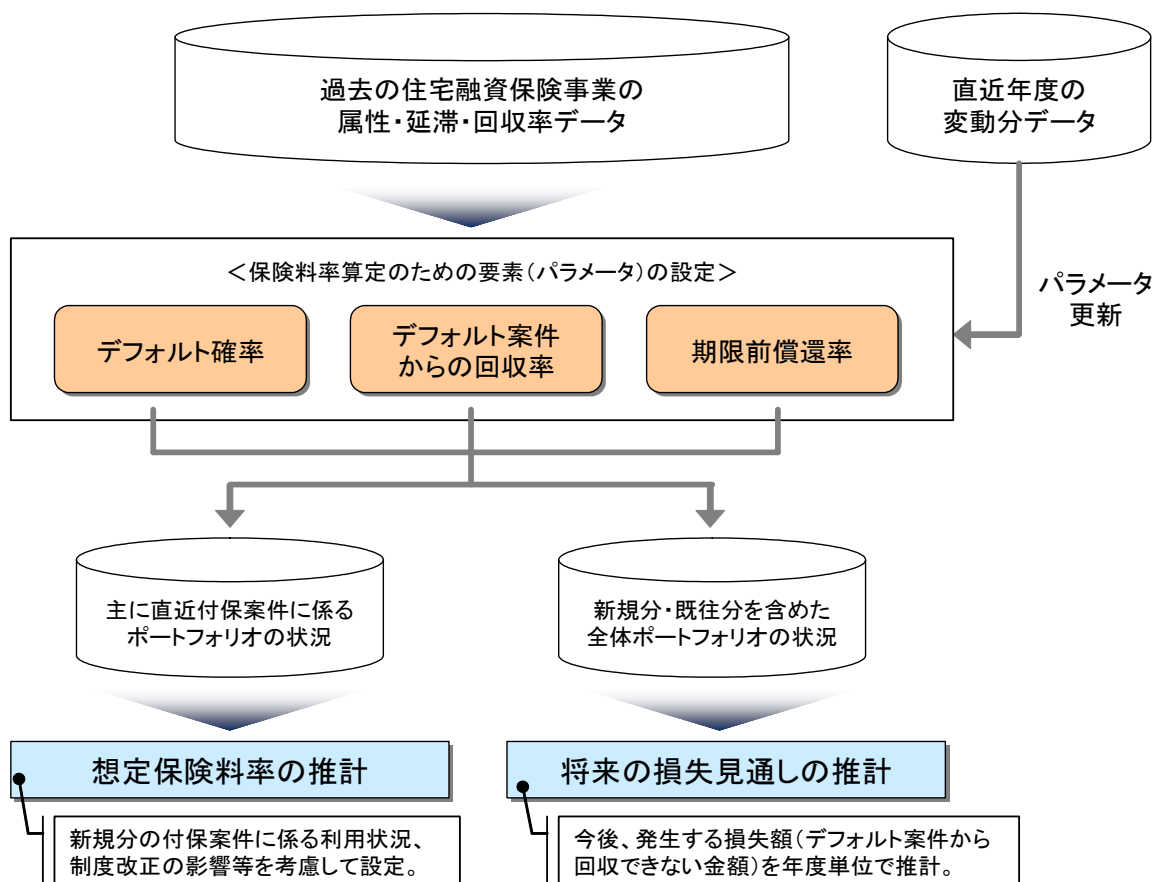 過去の住宅融資保険事業の
属性・延滞・回収率データ
直近年度の
変動分データ
＜保険料率算定のための要素（パラメータ）の設定＞
パラメータ
更新
デフォルト確率
デフォルト案件
からの回収率
期限前償還率
主に直近付保案件に係る
ポートフォリオの状況
新規分・既往分を含めた
全体ポートフォリオの状況
想定保険料率の推計
将来の損失見通しの推計
新規分の付保案件に係る利用状況、
制度改正の影響等を考慮して設定。
今後、発生する損失額（デフォルト案件から
回収できない金額）を年度単位で推計。